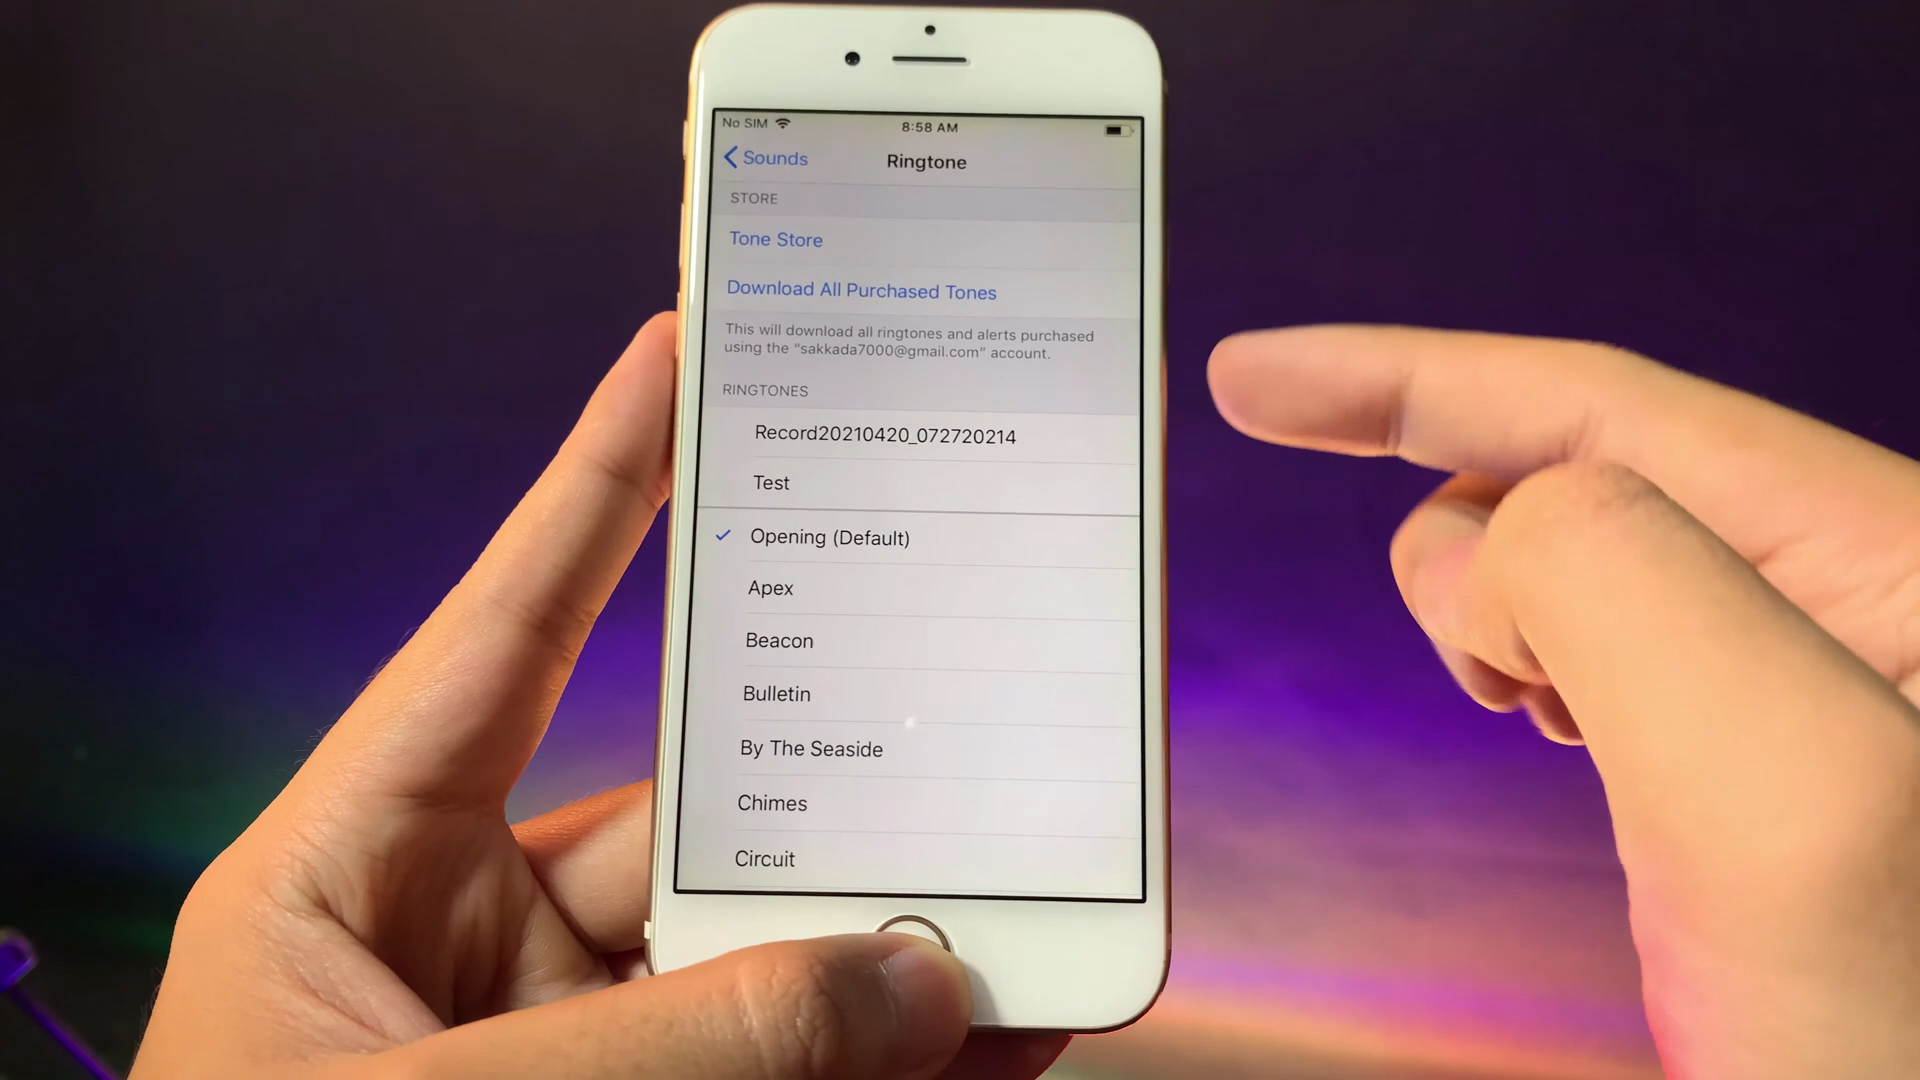 No SIM
8:58 AM
Sounds
Ringtone
STORE
Tone Store
Download All Purchased Tones
This will download all ringtones and alerts purchased
using the “sakkada7000@gmail.com” account.
RINGTONES
Record20210420_072720214
Test
Opening (Default)
Apex
Beacon
Bulletin
By The Seaside
Chimes
Circuit